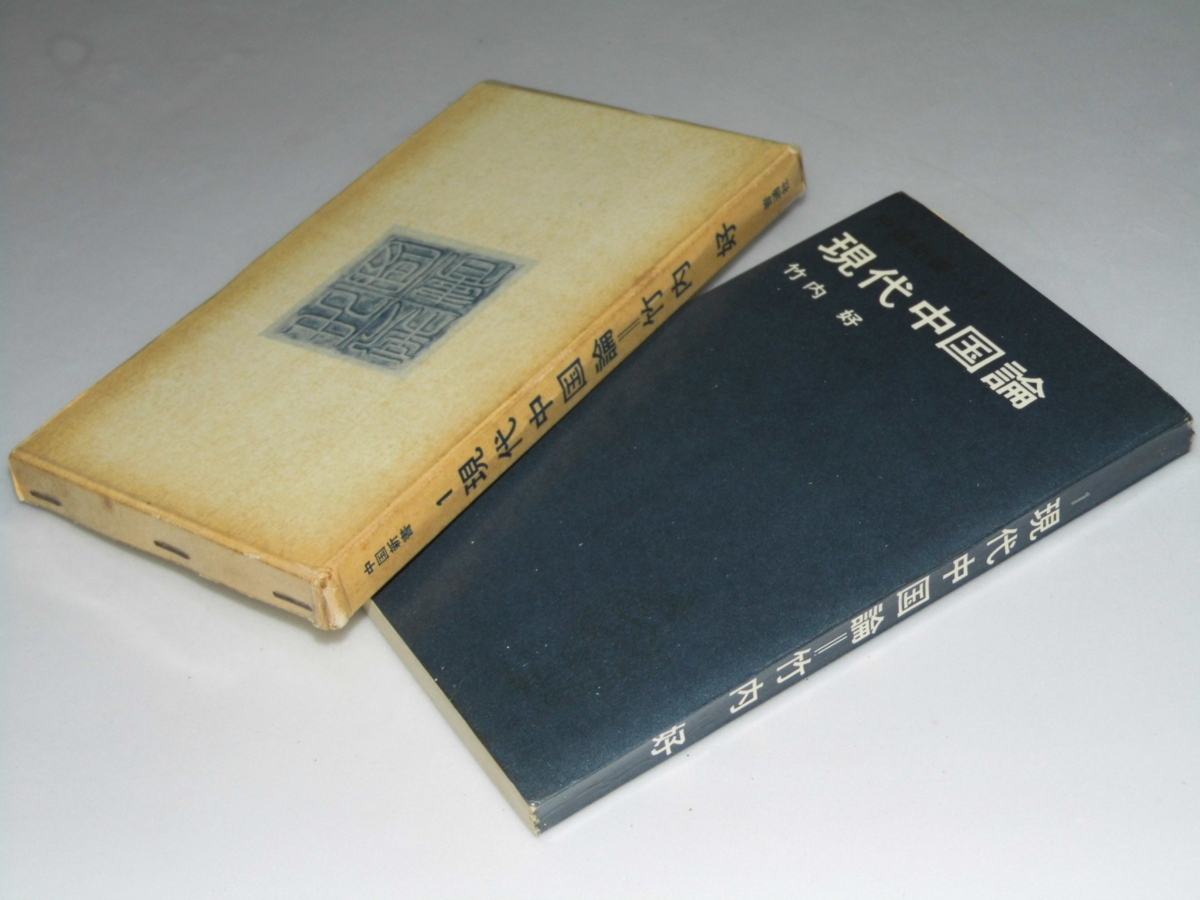 中国新書
1 現代中国論=竹内 好
現代中国論
竹内 好
1 現代中国論=竹内 好